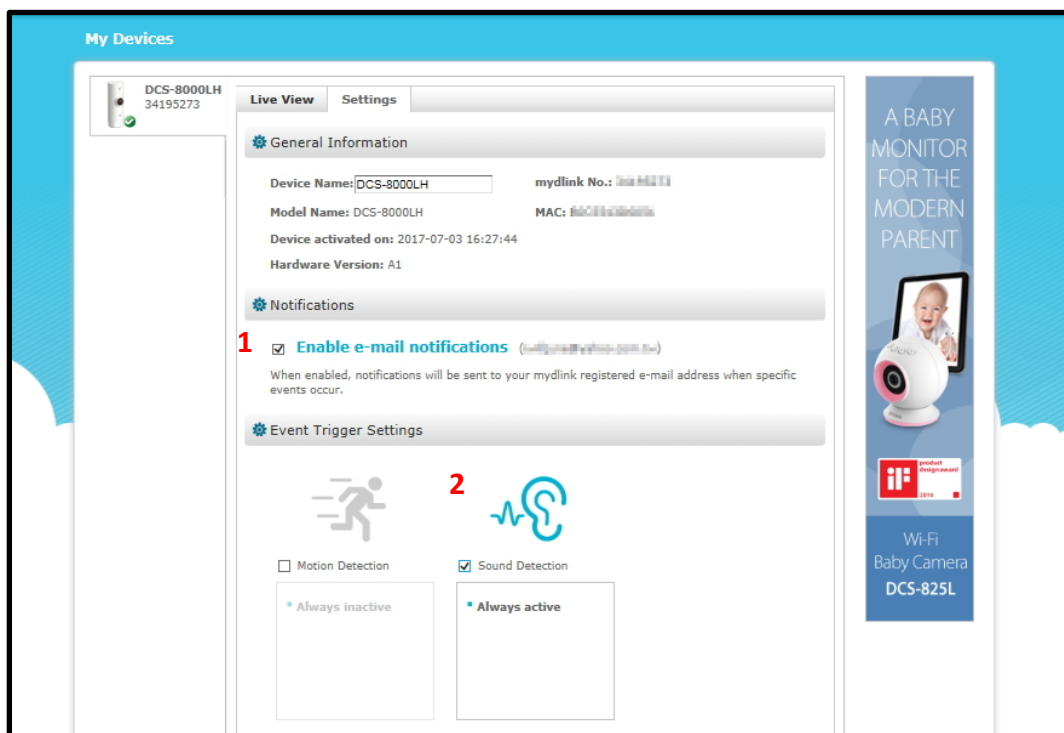 My Devices
DCS-8000LH
34195273
Live View
Settings
General Information
Device Name: DCS-8000LH
mydlink No.:
Model Name: DCS-8000LH
MAC:
Device activated on: 2017-07-03 16:27:44
Hardware Version: A1
Notifications
1
Enable e-mail notifications
When enabled, notifications will be sent to your mydlink registered e-mail address when specific
events occur.
Event Trigger Settings
2
Motion Detection
Sound Detection
Always inactive
Always active
A BABY
MONITOR
FOR THE
MODERN
PARENT
iF
product
design award
2014
Wi-Fi
Baby Camera
DCS-825L